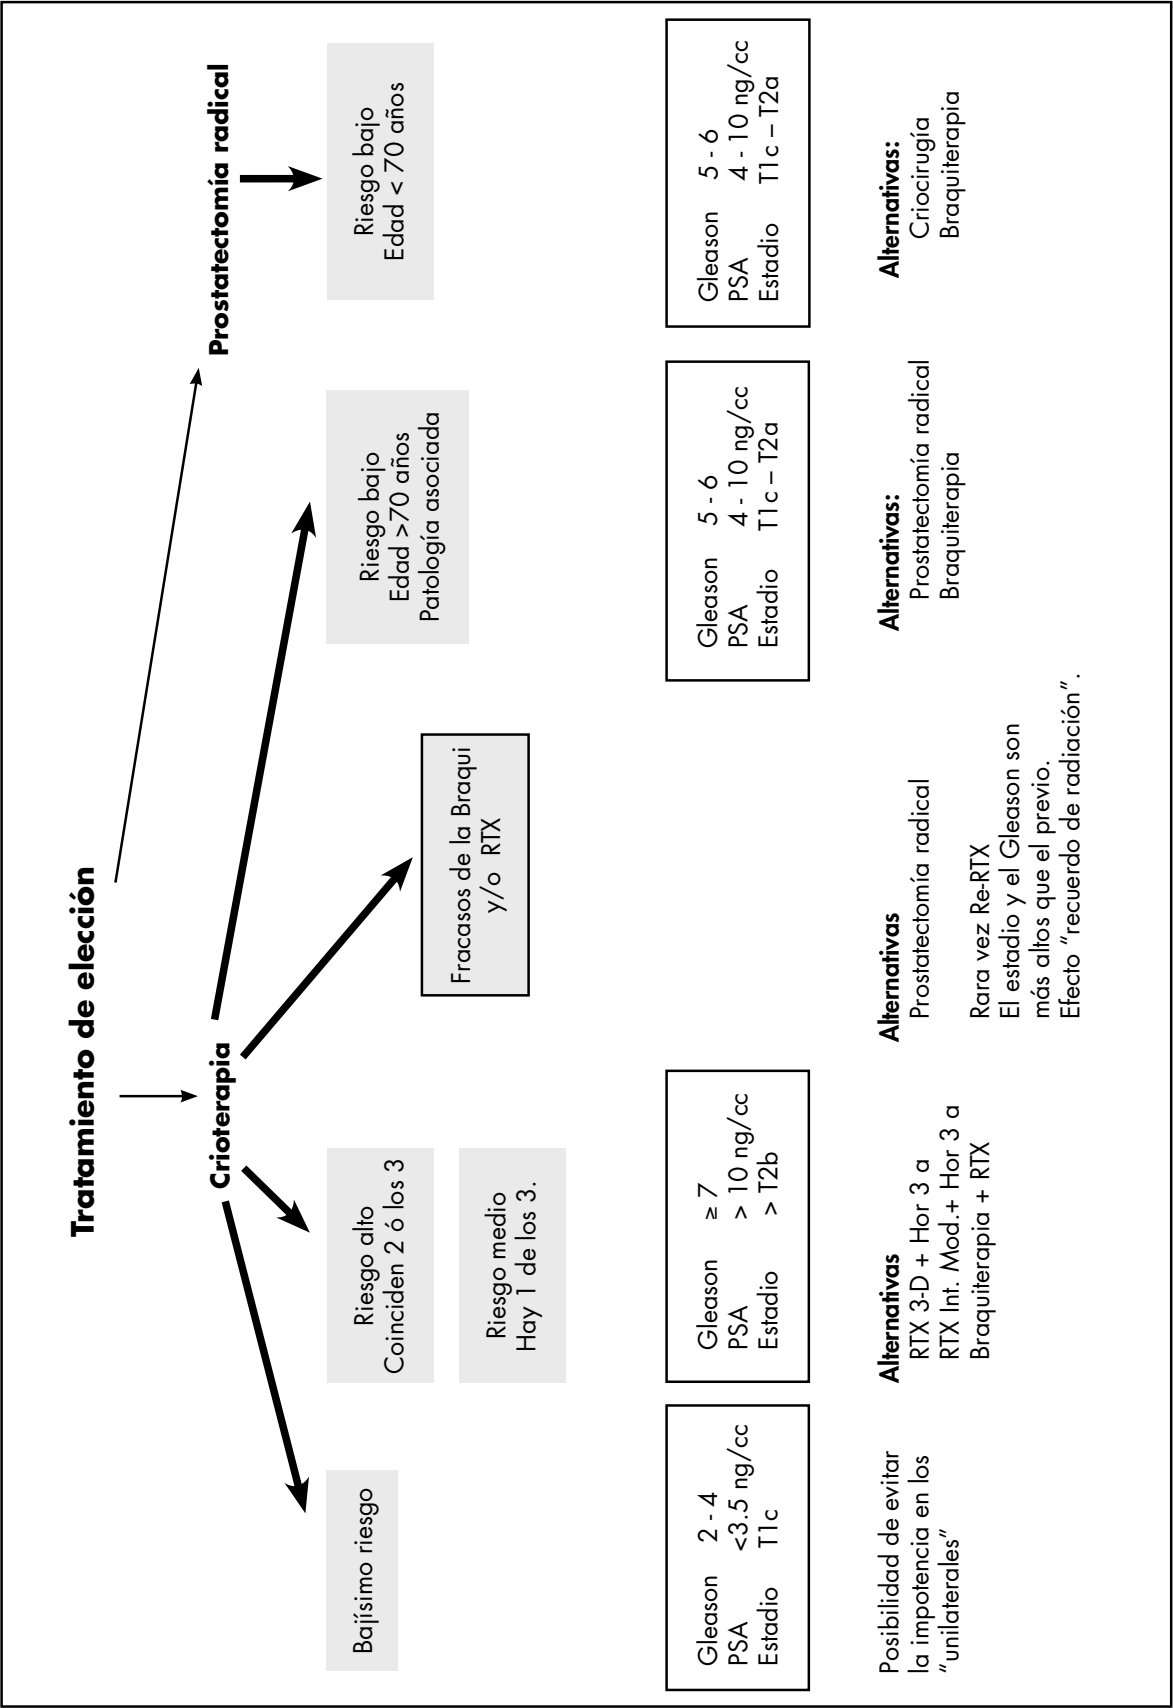 Tratamiento de elección
Crioterapia
Prostatectomía radical
Bajísimo riesgo
Riesgo alto
Coinciden 2 ó los 3
Riesgo medio
Hay 1 de los 3.
Fracasos de la Braqui
y/o RTX
Riesgo bajo
Edad >70 años
Patología asociada
Riesgo bajo
Edad < 70 años
Gleason 2 - 4
PSA <3.5 ng/cc
Estadio T1c
Gleason ≥ 7
PSA > 10 ng/cc
Estadio > T2b
Gleason 5 - 6
PSA 4 - 10 ng/cc
Estadio T1c – T2a
Gleason 5 - 6
PSA 4 - 10 ng/cc
Estadio T1c – T2a
Posibilidad de evitar
la impotencia en los
“unilaterales”
Alternativas
RTX 3-D + Hor 3 a
RTX Int. Mod.+ Hor 3 a
Braquiterapia + RTX
Alternativas
Prostatectomía radical
Rara vez Re-RTX
El estadio y el Gleason son
más altos que el previo.
Efecto “recuerdo de radiación”.
Alternativas:
Prostatectomía radical
Braquiterapia
Alternativas:
Criocirugía
Braquiterapia